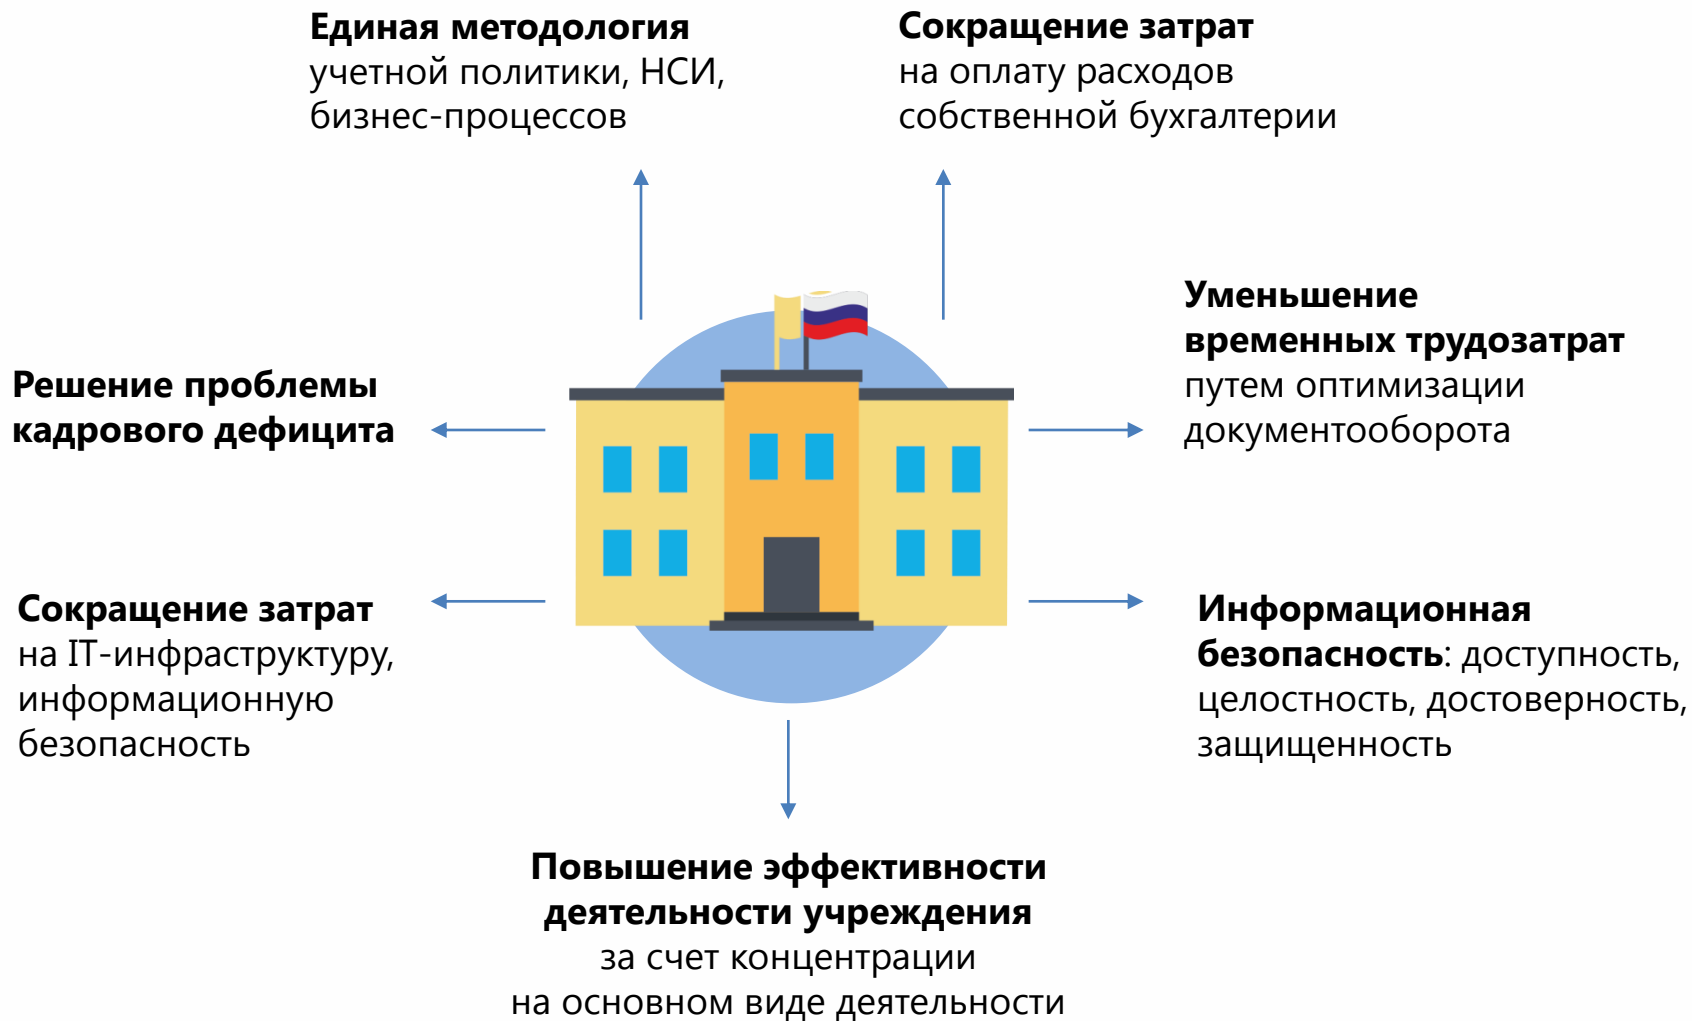 Единая методология
учетной политики, НСИ,
бизнес-процессов
Сокращение затрат
на оплату расходов
собственной бухгалтерии
Решение проблемы
кадрового дефицита
Уменьшение
временных трудозатрат
путем оптимизации
документооборота
Сокращение затрат
на IT-инфраструктуру,
информационную
безопасность
Информационная
безопасность: доступность,
целостность, достоверность,
защищенность
Повышение эффективности
деятельности учреждения
за счет концентрации
на основном виде деятельности